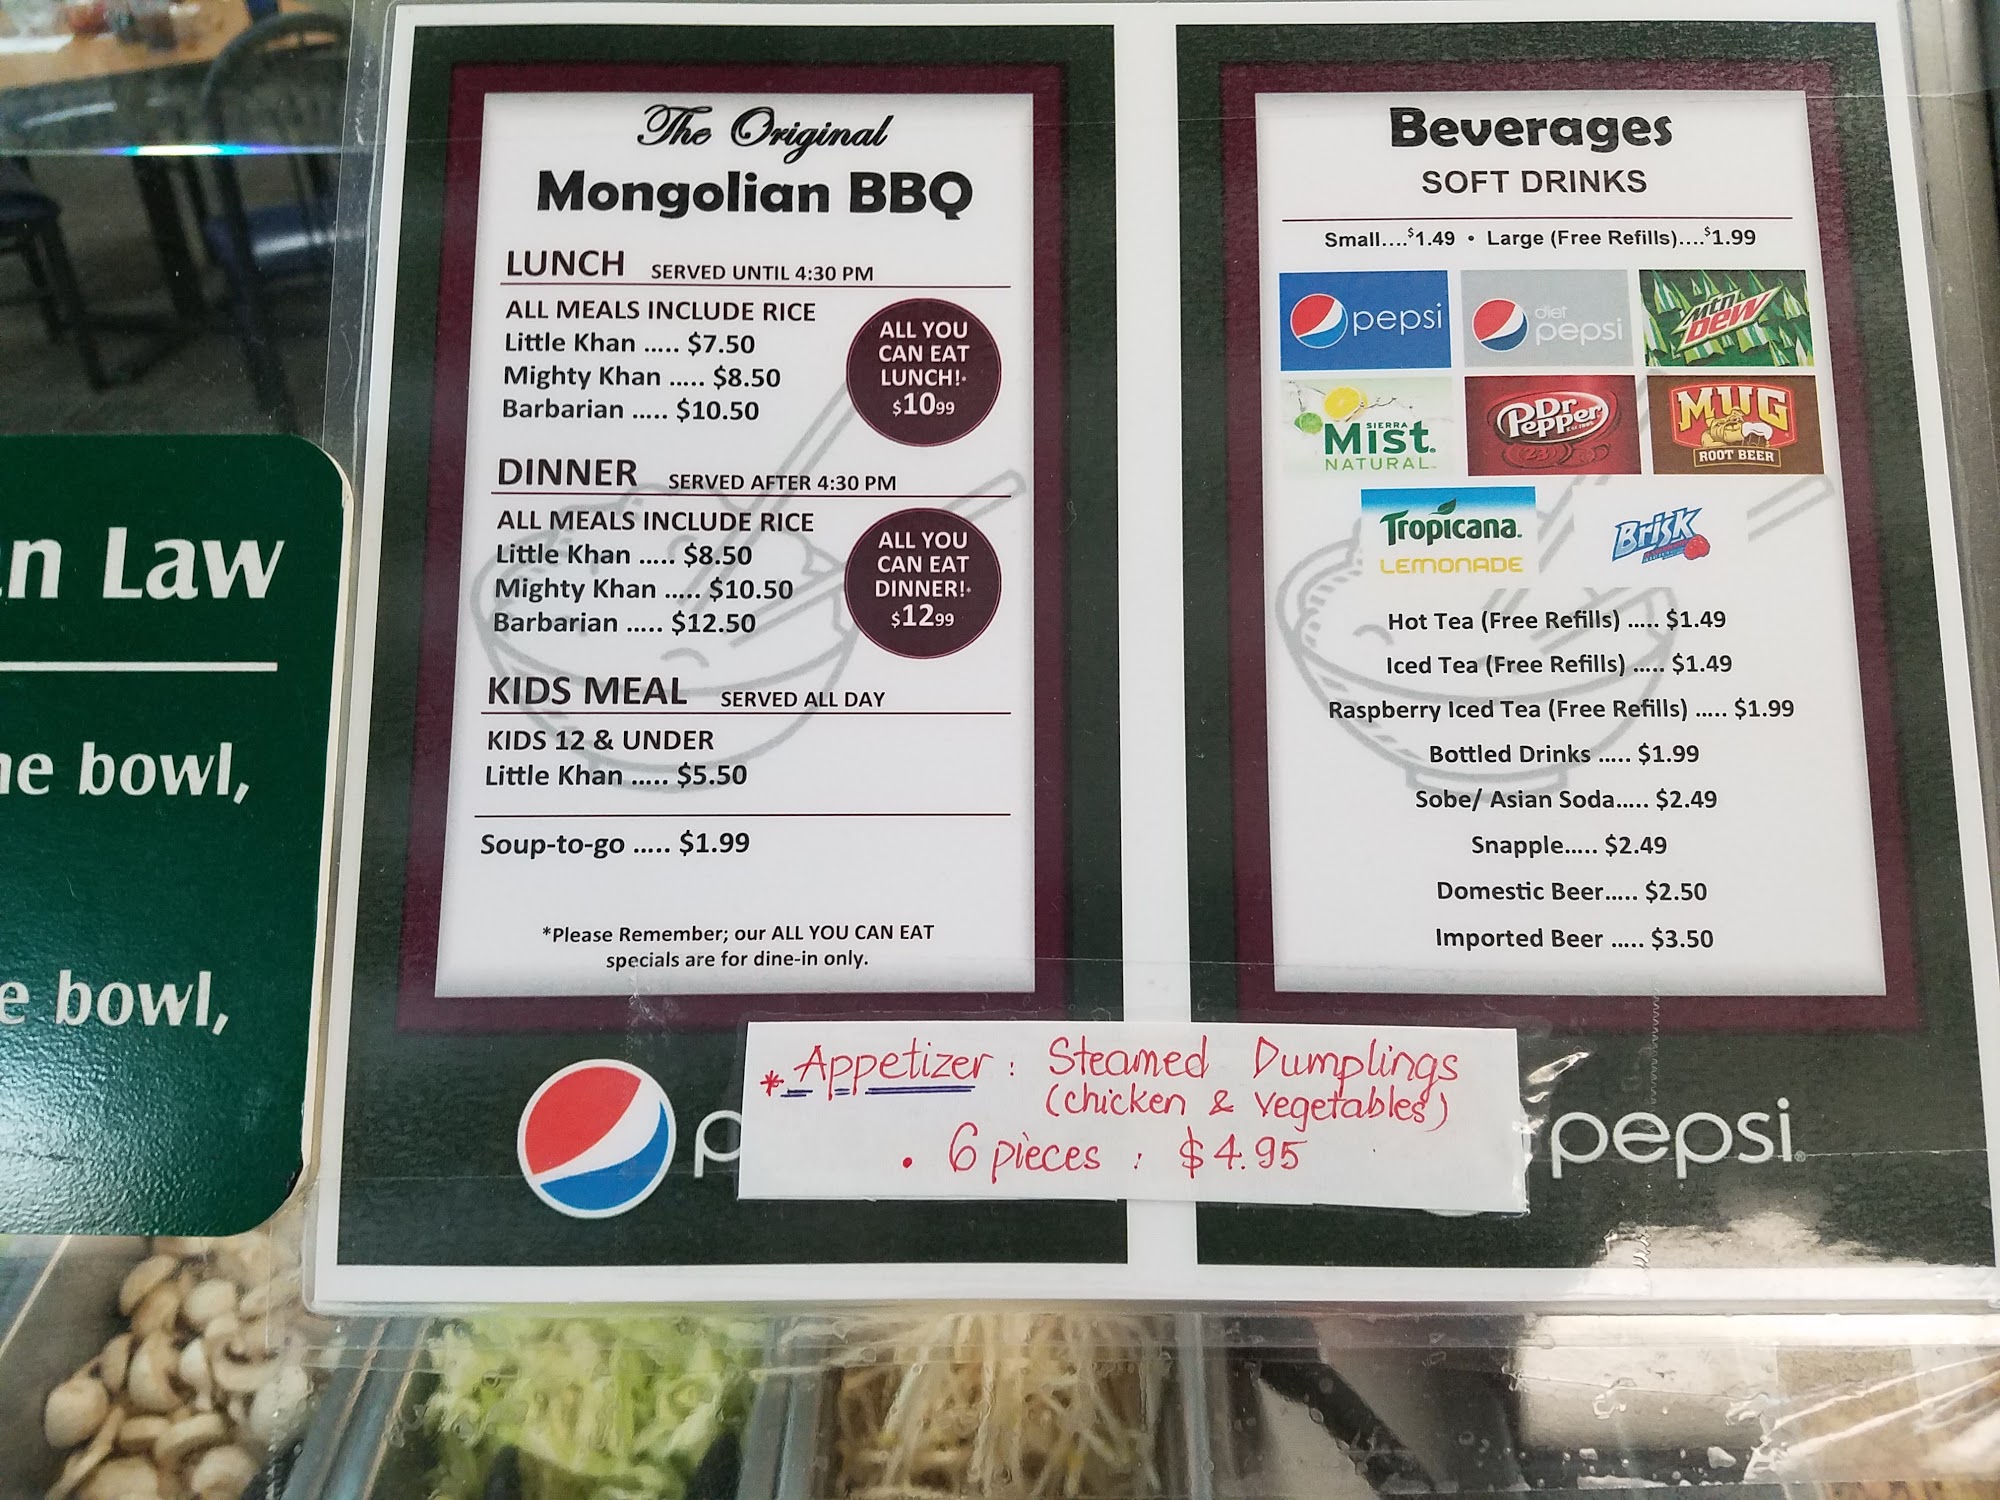 n Law
e bowl,
e bowl,
The Original
Mongolian BBQ
LUNCH SERVED UNTIL 4:30 PM
ALL MEALS INCLUDE RICE
Little Khan ..... $7.50
Mighty Khan ..... $8.50
Barbarian ..... $10.50
ALL YOU
CAN EAT
LUNCH!*
$10.99
DINNER SERVED AFTER 4:30 PM
ALL MEALS INCLUDE RICE
Little Khan ..... $8.50
Mighty Khan ..... $10.50
Barbarian ..... $12.50
ALL YOU
CAN EAT
DINNER!*
$12.99
KIDS MEAL SERVED ALL DAY
KIDS 12 & UNDER
Little Khan ..... $5.50
Soup-to-go ..... $1.99
*Please Remember; our ALL YOU CAN EAT
specials are for dine-in only.
Beverages
SOFT DRINKS
Small....$1.49 • Large (Free Refills)....$1.99
pepsi
diet
pepsi
mtn
DEW
SIERRA
MiST.
NATURAL
Dr
Pepper
23
MUG
ROOT BEER
Tropicana.
LEMONADE
Brisk
Hot Tea (Free Refills) ..... $1.49
Iced Tea (Free Refills) ..... $1.49
Raspberry Iced Tea (Free Refills) ..... $1.99
Bottled Drinks ..... $1.99
Sobe/ Asian Soda..... $2.49
Snapple..... $2.49
Domestic Beer..... $2.50
Imported Beer ..... $3.50
* Appetizer : Steamed Dumplings
(chicken & vegetables)
• 6 pieces : $4.95
p
pepsi